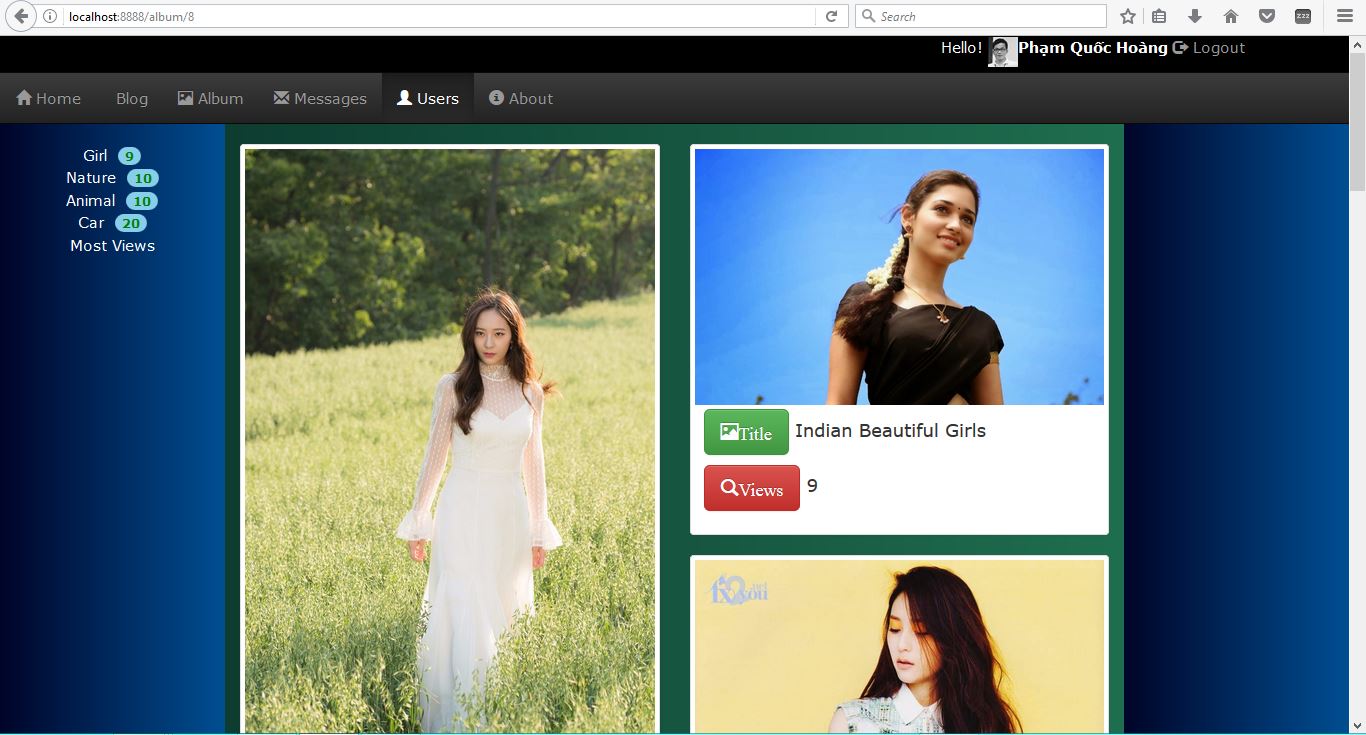 localhost:8888/album/8
Search
Hello! Phạm Quốc Hoàng Logout
Home Blog Album Messages Users About
Girl 9
Nature 10
Animal 10
Car 20
Most Views
Title Indian Beautiful Girls
Views 9